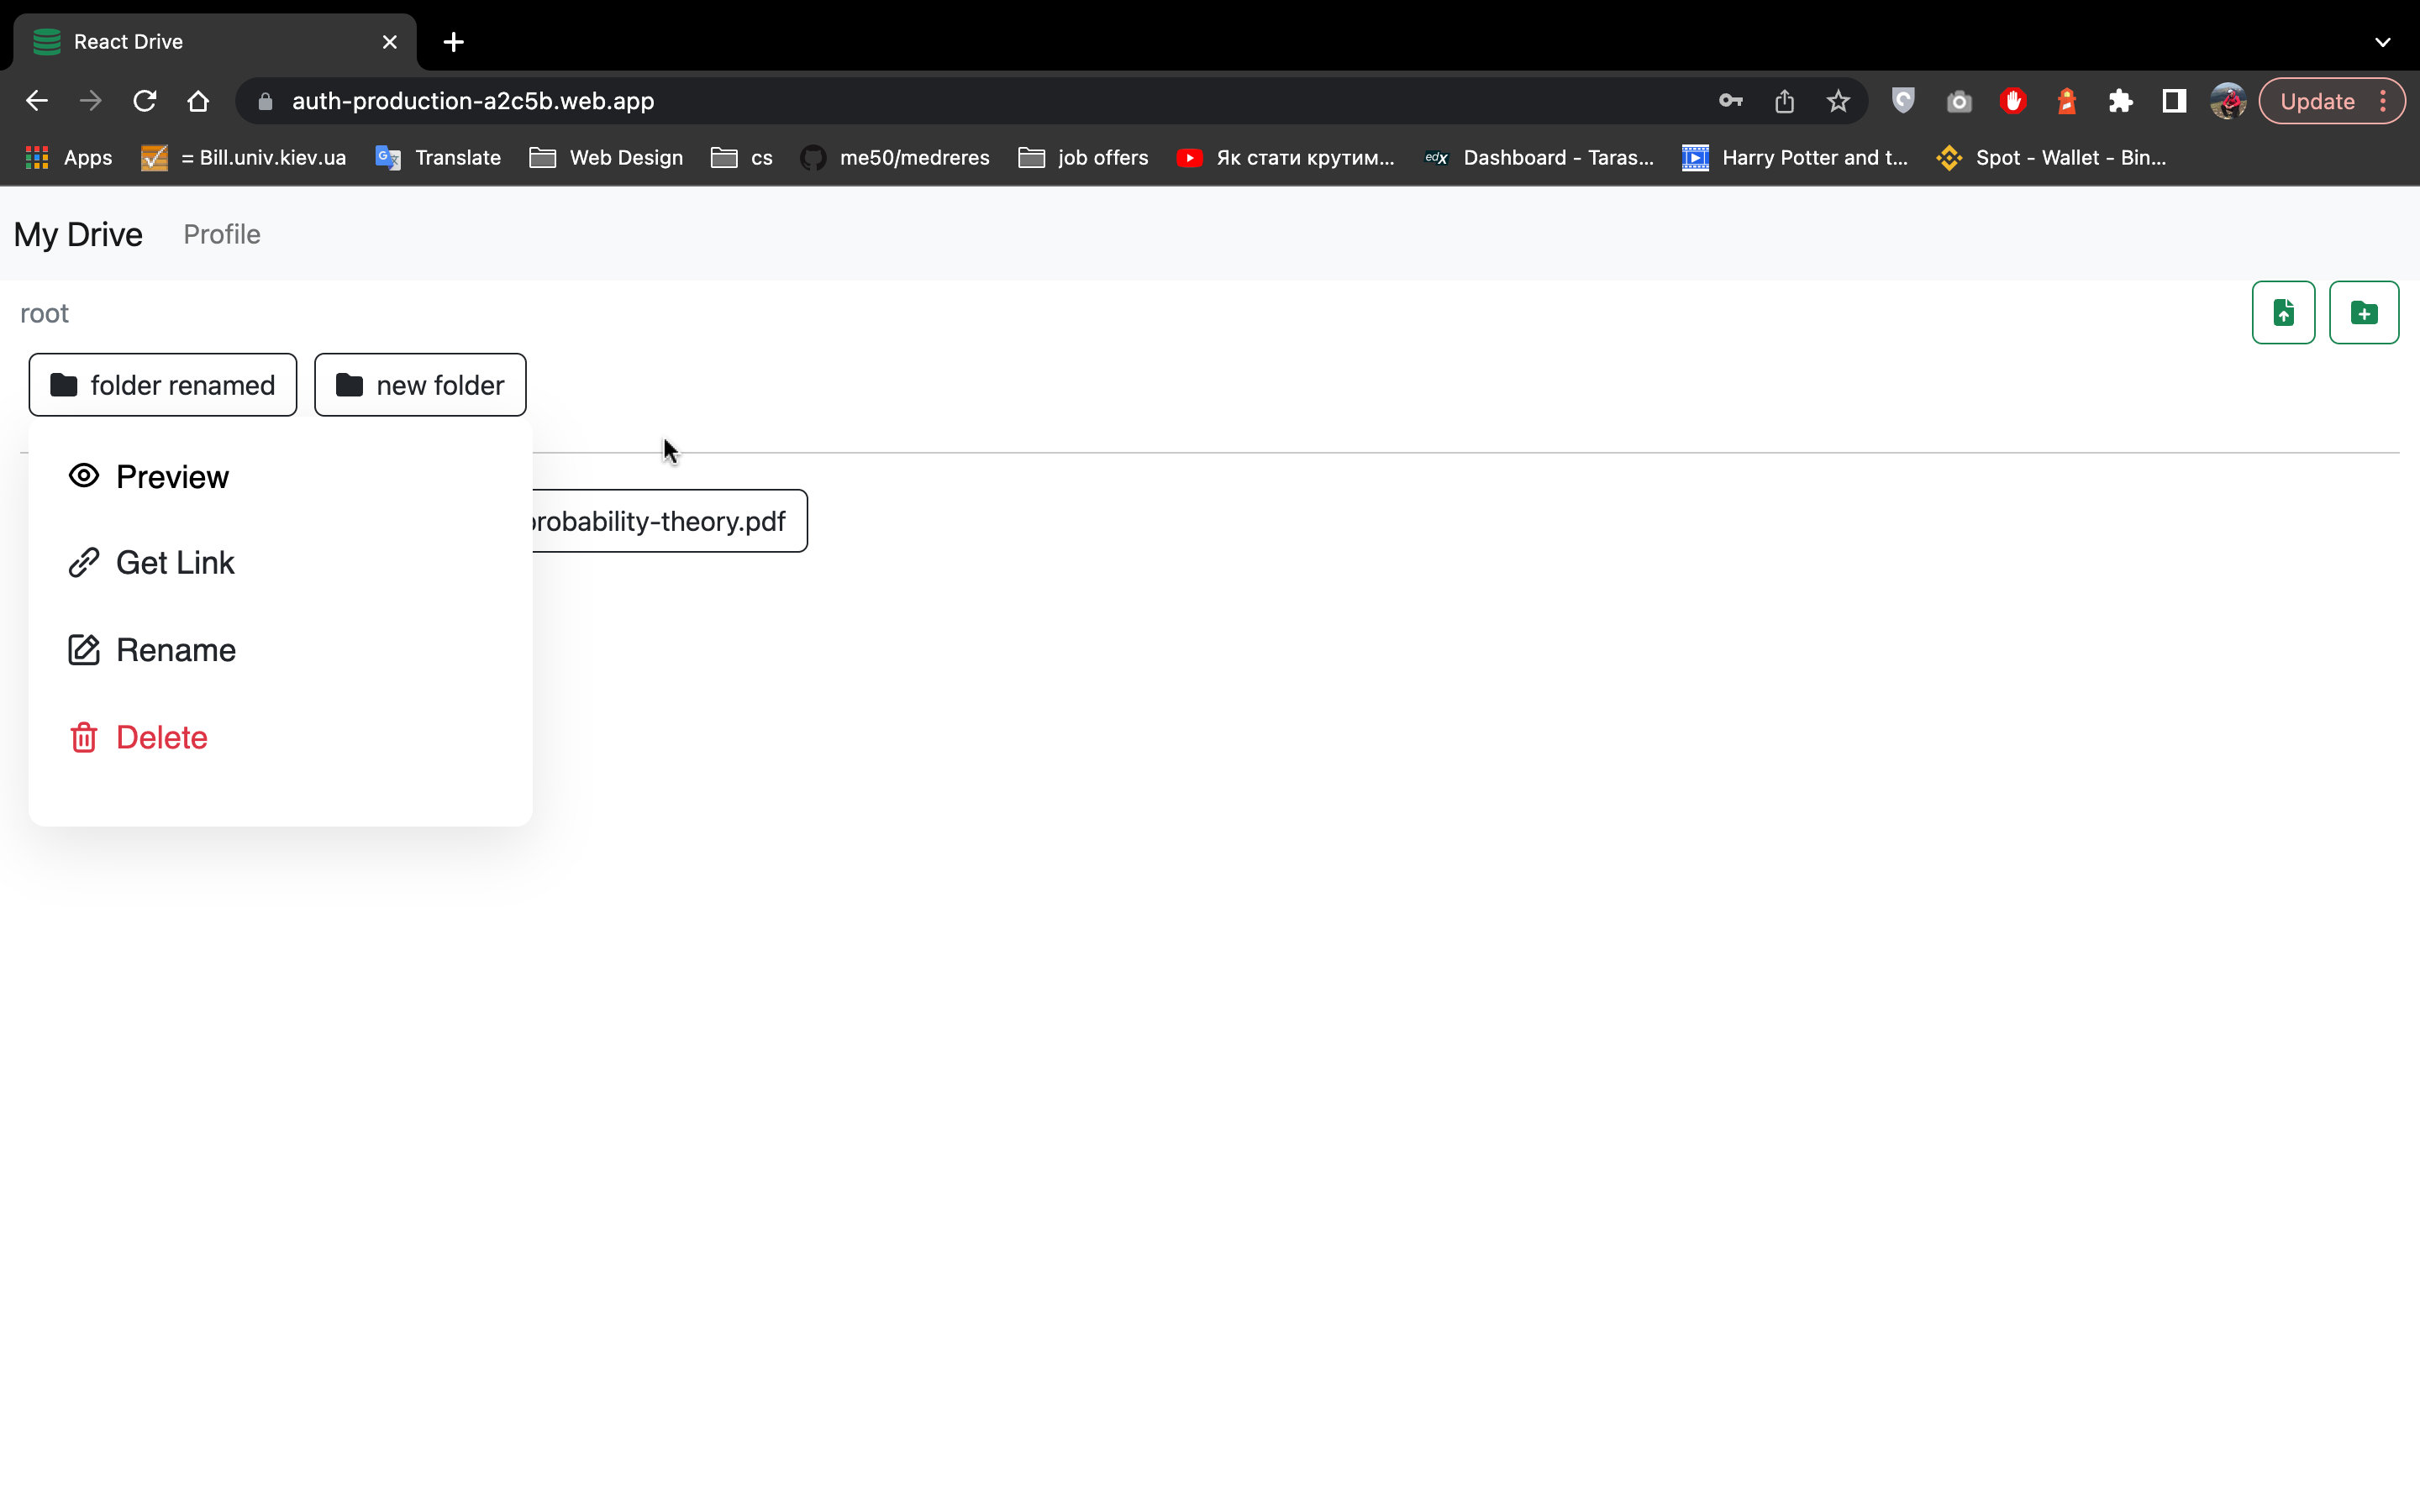 React Drive
auth-production-a2c5b.web.app
Update
Apps
= Bill.univ.kiev.ua
Translate
Web Design
cs
me50/medreres
job offers
Як стати крутим...
edx
Dashboard - Taras...
Harry Potter and t...
Spot - Wallet - Bin...
My Drive
Profile
root
folder renamed
new folder
Preview
probability-theory.pdf
Get Link
Rename
Delete